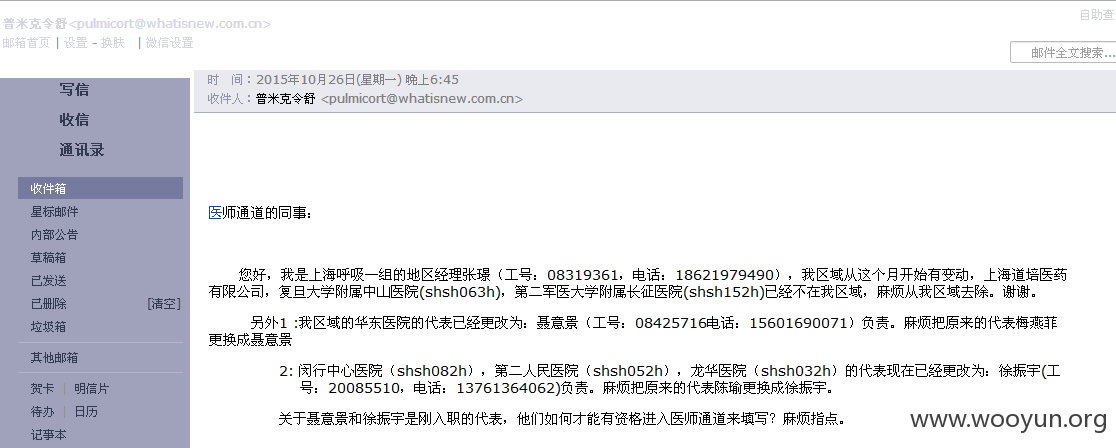 自助查
普米克令舒<pulmicort@whatisnew.com.cn>
邮箱首页 | 设置 - 换肤 | 微信设置
邮件全文搜索...
写信
收信
通讯录
收件箱
星标邮件
内部公告
草稿箱
已发送
已删除 [清空]
垃圾箱
其他邮箱
贺卡 | 明信片
待办 | 日历
记事本
时 间：2015年10月26日(星期一) 晚上6:45
收件人：普米克令舒 <pulmicort@whatisnew.com.cn>
医师通道的同事：
您好，我是上海呼吸一组的地区经理张璟（工号：08319361，电话：18621979490），我区域从这个月开始有变动，上海道培医药
有限公司，复旦大学附属中山医院(shsh063h)，第二军医大学附属长征医院(shsh152h)已经不在我区域，麻烦从我区域去除。谢谢。
另外1 :我区域的华东医院的代表已经更改为：聂意景（工号：08425716电话：15601690071）负责。麻烦把原来的代表梅燕菲
更换成聂意景
2: 闵行中心医院（shsh082h），第二人民医院（shsh052h），龙华医院（shsh032h）的代表现在已经更改为：徐振宇(工
号：20085510，电话：13761364062)负责。麻烦把原来的代表陈瑜更换成徐振宇。
关于聂意景和徐振宇是刚入职的代表，他们如何才能有资格进入医师通道来填写？麻烦指点。
www.wooyun.org